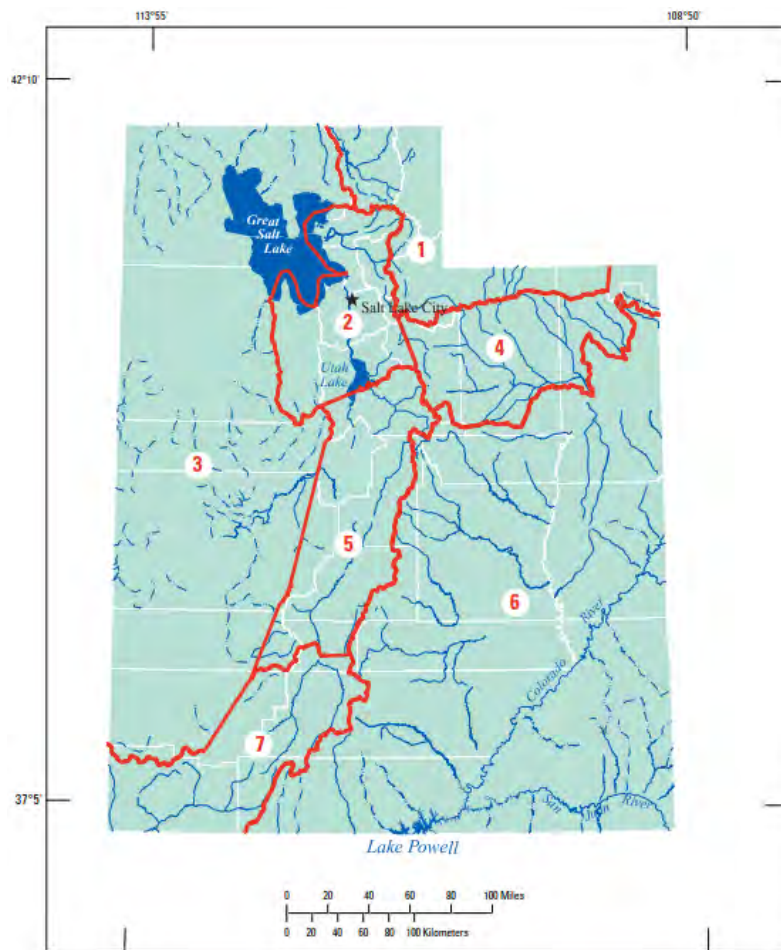 113°55'
108°50'
42°10'
Great
Salt
Lake
R
1
Salt Lake City
2
4
Utah
Lake
3
5
6
River
Colorado
7
37°5'
San
Juan
River
Lake Powell
0 20 40 60 80 100 Miles
0 20 40 60 80 100 Kilometers